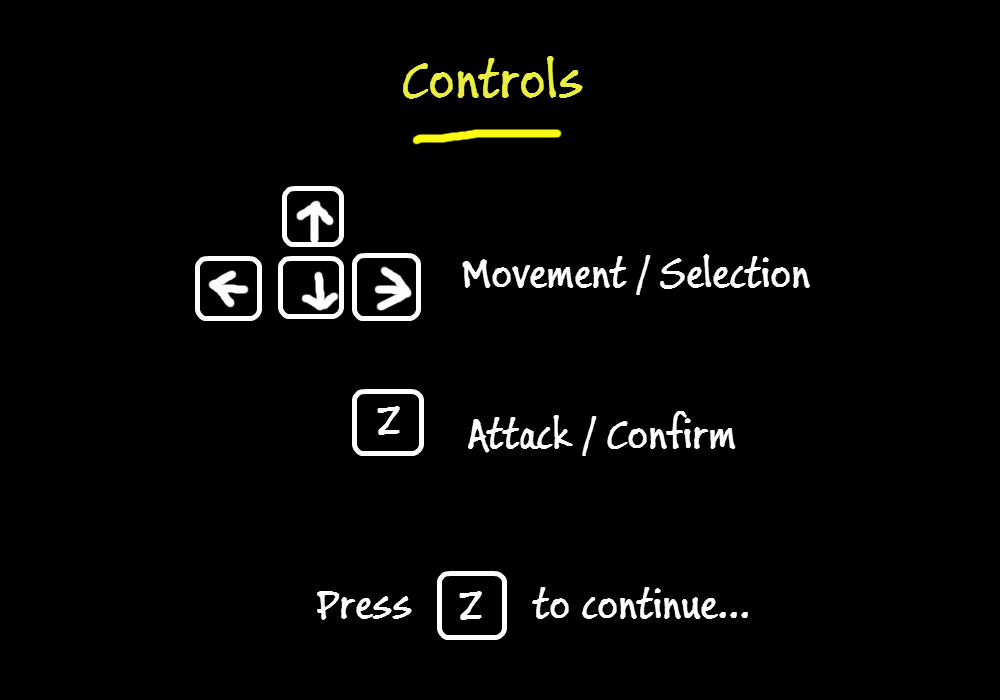 Controls
↑
← ↓ →
Movement / Selection
Z Attack / Confirm
Press Z to continue...